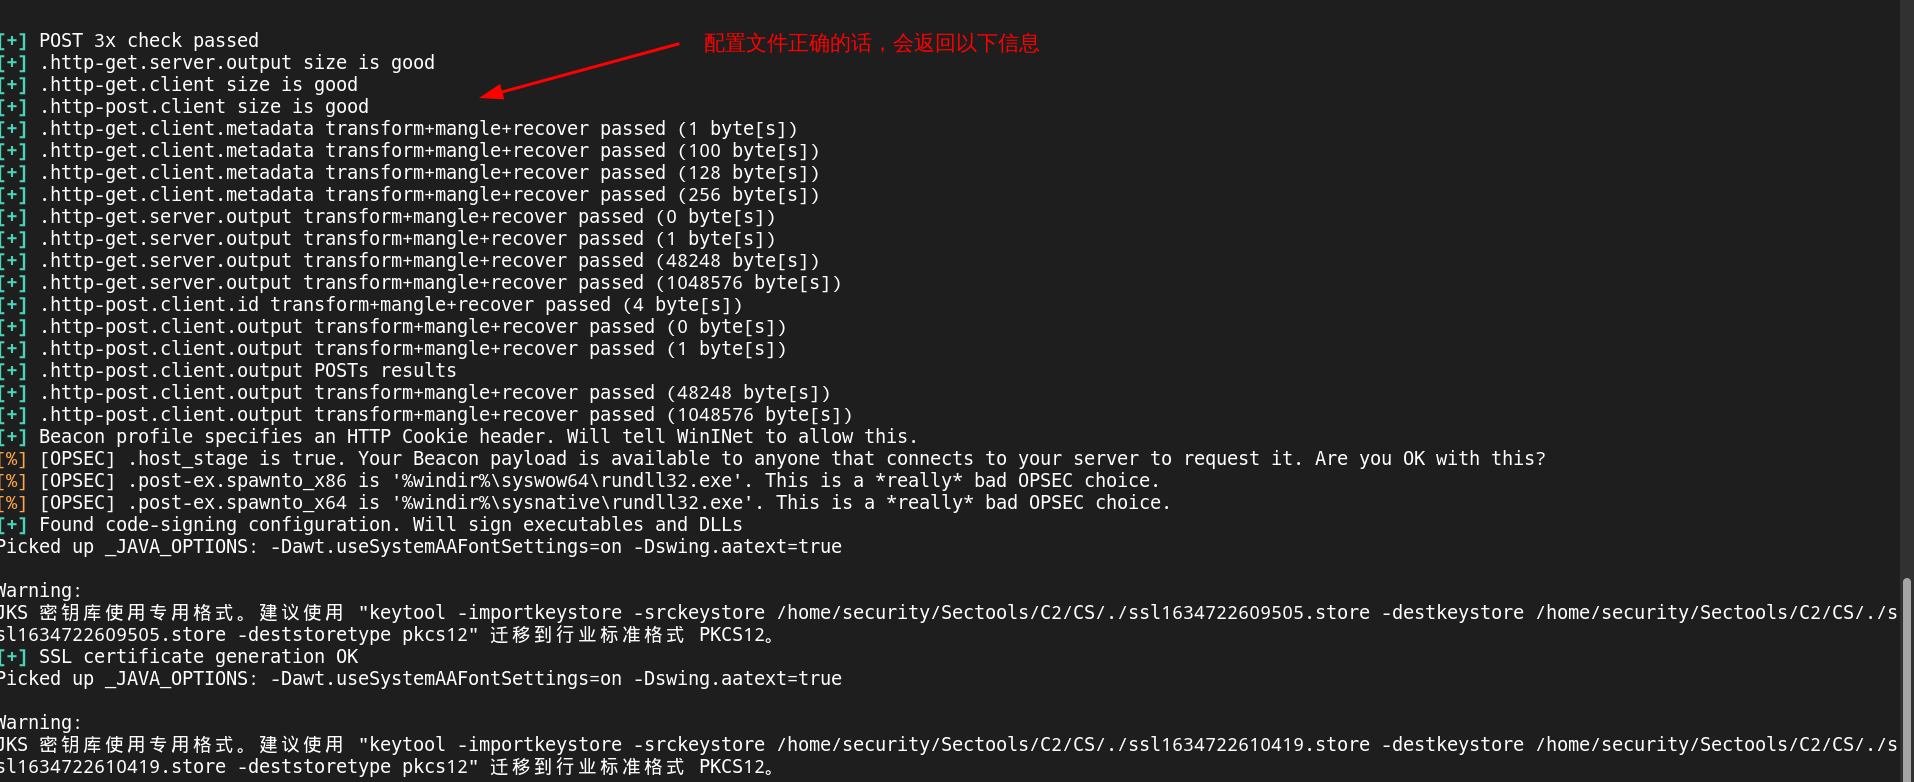 [+] POST 3x check passed
配置文件正确的话，会返回以下信息
[+] .http-get.server.output size is good
[+] .http-get.client size is good
[+] .http-post.client size is good
[+] .http-get.client.metadata transform+mangle+recover passed (1 byte[s])
[+] .http-get.client.metadata transform+mangle+recover passed (100 byte[s])
[+] .http-get.client.metadata transform+mangle+recover passed (128 byte[s])
[+] .http-get.client.metadata transform+mangle+recover passed (256 byte[s])
[+] .http-get.server.output transform+mangle+recover passed (0 byte[s])
[+] .http-get.server.output transform+mangle+recover passed (1 byte[s])
[+] .http-get.server.output transform+mangle+recover passed (48248 byte[s])
[+] .http-get.server.output transform+mangle+recover passed (1048576 byte[s])
[+] .http-post.client.id transform+mangle+recover passed (4 byte[s])
[+] .http-post.client.output transform+mangle+recover passed (0 byte[s])
[+] .http-post.client.output transform+mangle+recover passed (1 byte[s])
[+] .http-post.client.output POSTs results
[+] .http-post.client.output transform+mangle+recover passed (48248 byte[s])
[+] .http-post.client.output transform+mangle+recover passed (1048576 byte[s])
[+] Beacon profile specifies an HTTP Cookie header. Will tell WinINet to allow this.
[%] [OPSEC] .host_stage is true. Your Beacon payload is available to anyone that connects to your server to request it. Are you OK with this?
[%] [OPSEC] .post-ex.spawnto_x86 is '%windir%\syswow64\rundll32.exe'. This is a *really* bad OPSEC choice.
[%] [OPSEC] .post-ex.spawnto_x64 is '%windir%\sysnative\rundll32.exe'. This is a *really* bad OPSEC choice.
[+] Found code-signing configuration. Will sign executables and DLLs
Picked up _JAVA_OPTIONS: -Dawt.useSystemAAFontSettings=on -Dswing.aatext=true
Warning:
JKS 密钥库使用专用格式。建议使用 "keytool -importkeystore -srckeystore /home/security/Sectools/C2/CS/./ssl1634722609505.store -destkeystore /home/security/Sectools/C2/CS/./s
sl1634722609505.store -deststoretype pkcs12" 迁移到行业标准格式 PKCS12。
[+] SSL certificate generation OK
Picked up _JAVA_OPTIONS: -Dawt.useSystemAAFontSettings=on -Dswing.aatext=true
Warning:
JKS 密钥库使用专用格式。建议使用 "keytool -importkeystore -srckeystore /home/security/Sectools/C2/CS/./ssl1634722610419.store -destkeystore /home/security/Sectools/C2/CS/./s
sl1634722610419.store -deststoretype pkcs12" 迁移到行业标准格式 PKCS12。